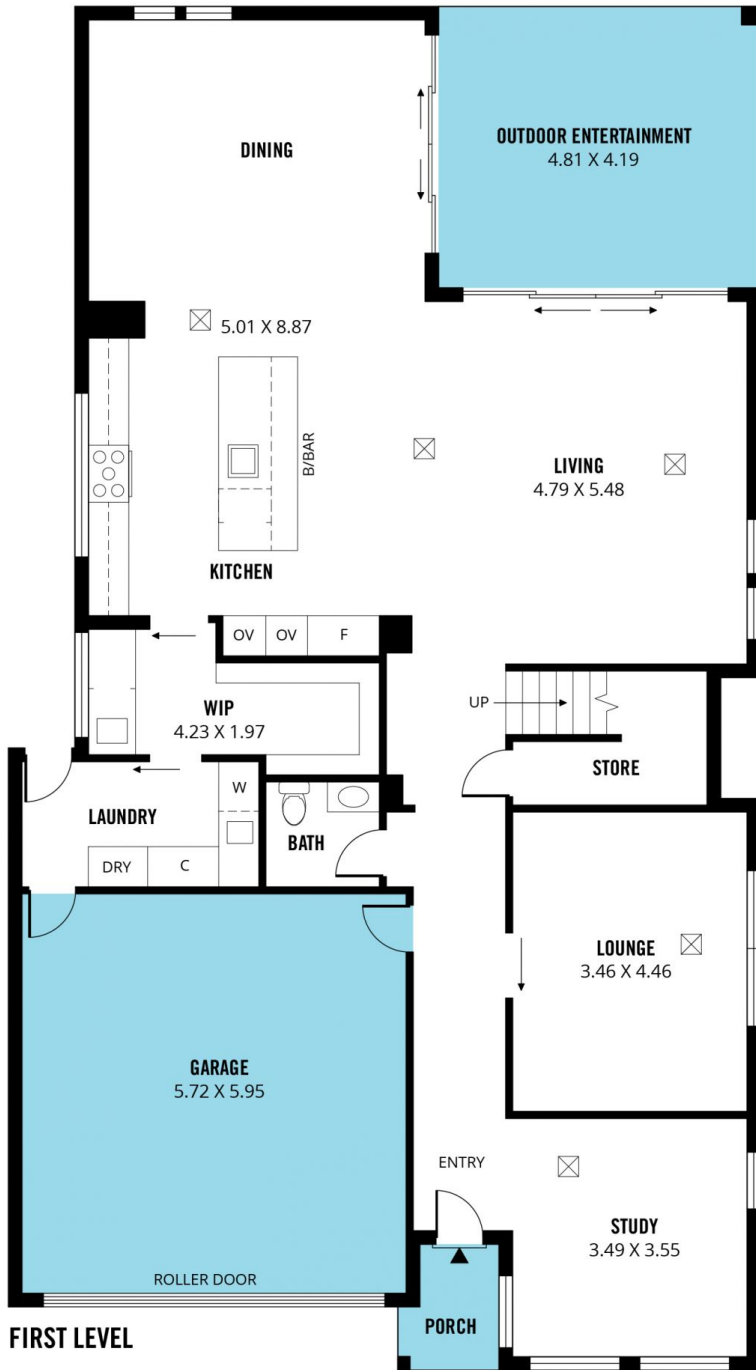 DINING
OUTDOOR ENTERTAINMENT
4.81 X 4.19
5.01 X 8.87
B/BAR
LIVING
4.79 X 5.48
KITCHEN
OV
OV
F
WIP
4.23 X 1.97
UP
STORE
LAUNDRY
W
DRY
C
BATH
LOUNGE
3.46 X 4.46
GARAGE
5.72 X 5.95
ENTRY
STUDY
3.49 X 3.55
ROLLER DOOR
PORCH
FIRST LEVEL